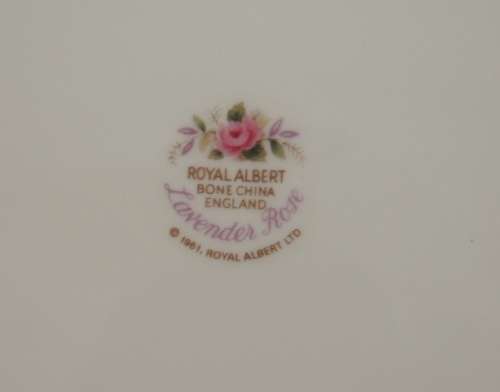 ROYAL ALBERT
BONE CHINA
ENGLAND
Lavender Rose
© 1961, ROYAL ALBERT LTD